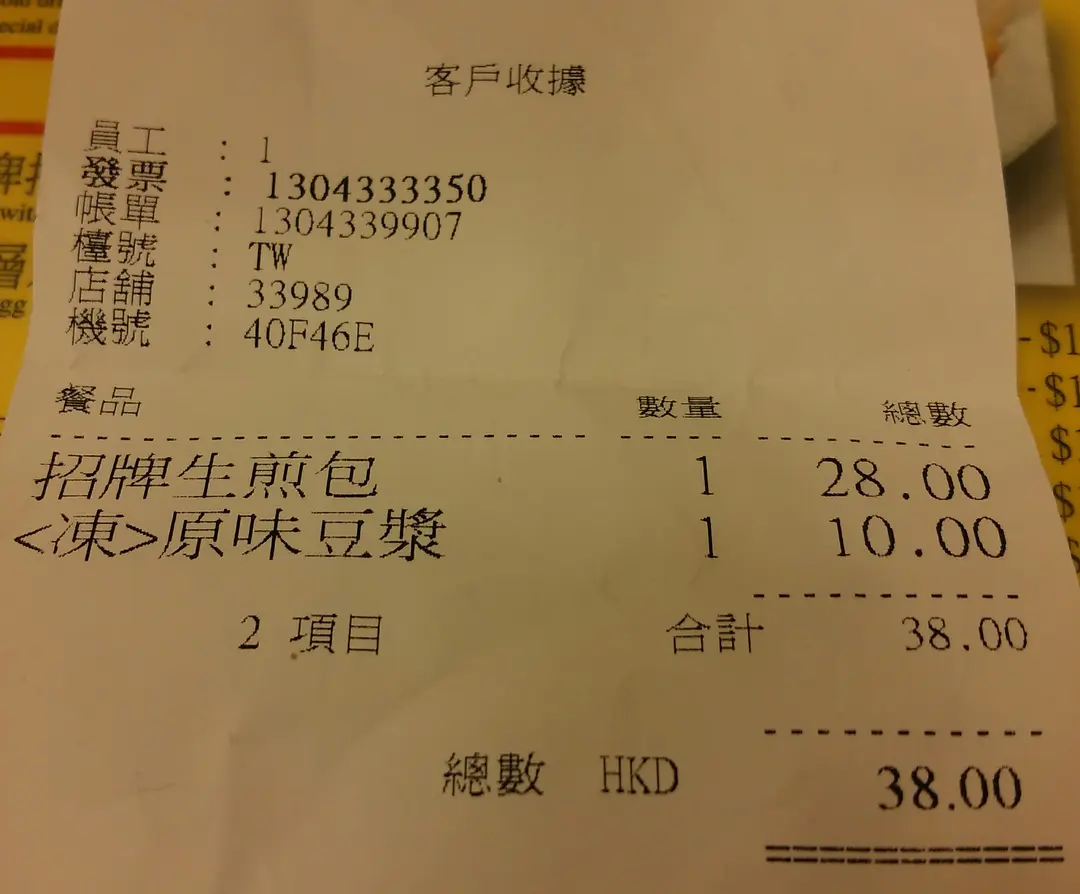 客戶收據
員工 : 1
發票 : 1304333350
帳單 : 1304339907
檯號 : TW
店舖 : 33989
機號 : 40F46E
餐品 數量 總數
招牌生煎包 1 28.00
<凍>原味豆漿 1 10.00
2 項目 合計 38.00
總數 HKD 38.00